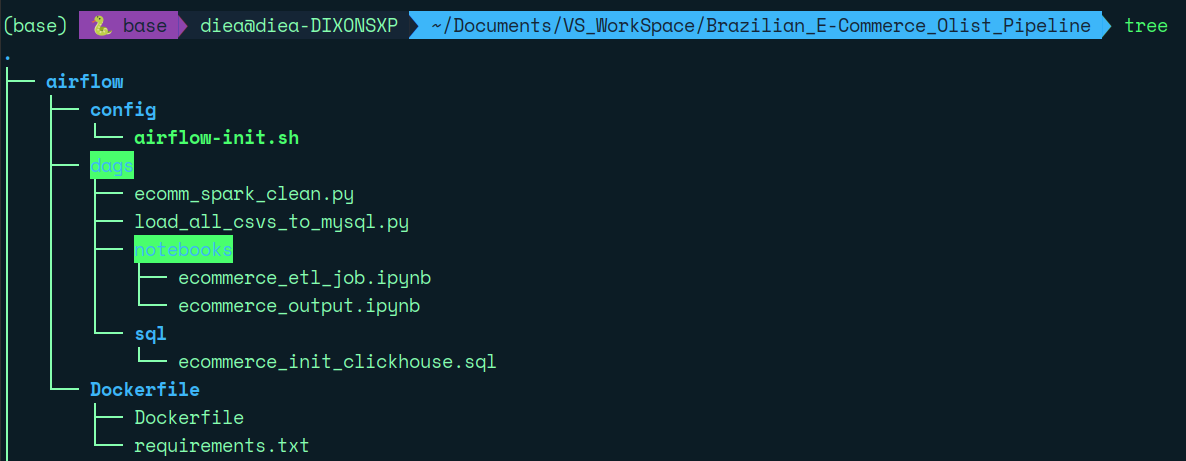 (base) 🐍 base diea@diea-DIXONSXP ~/Documents/VS_WorkSpace/Brazilian_E-Commerce_Olist_Pipeline tree
.
├── airflow
│   ├── config
│   │   └── airflow-init.sh
│   ├── dags
│   │   ├── ecomm_spark_clean.py
│   │   ├── load_all_csvs_to_mysql.py
│   │   ├── notebooks
│   │   │   ├── ecommerce_etl_job.ipynb
│   │   │   └── ecommerce_output.ipynb
│   │   └── sql
│   │       └── ecommerce_init_clickhouse.sql
│   └── Dockerfile
│       ├── Dockerfile
│       └── requirements.txt